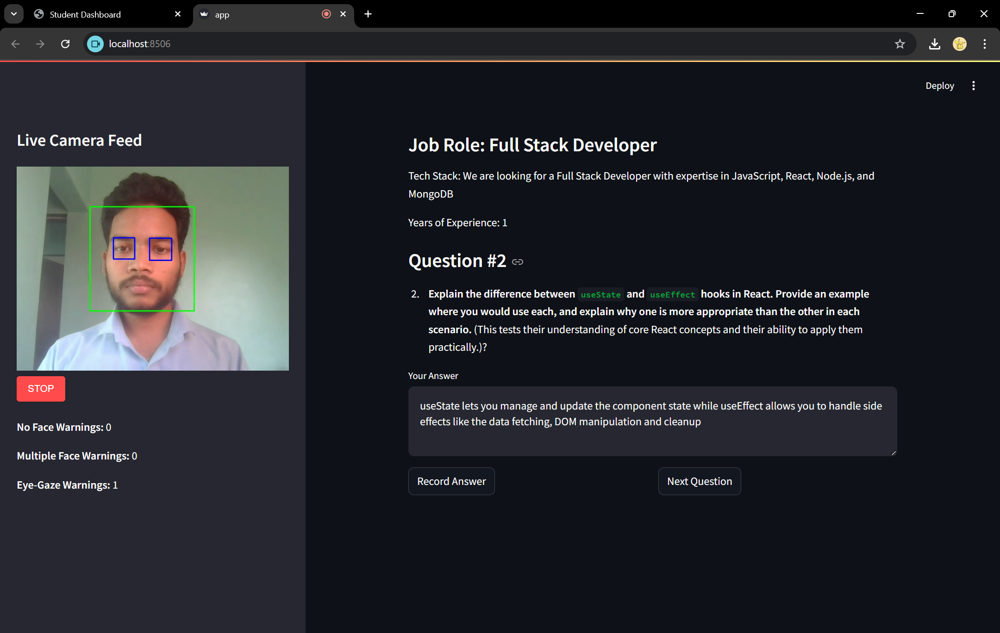 Student Dashboard
app
localhost:8506
Deploy
Live Camera Feed
STOP
No Face Warnings: 0
Multiple Face Warnings: 0
Eye-Gaze Warnings: 1
Job Role: Full Stack Developer
Tech Stack: We are looking for a Full Stack Developer with expertise in JavaScript, React, Node.js, and
MongoDB
Years of Experience: 1
Question #2
2. Explain the difference between useState and useEffect hooks in React. Provide an example
where you would use each, and explain why one is more appropriate than the other in each
scenario. (This tests their understanding of core React concepts and their ability to apply them
practically.)?
Your Answer
useState lets you manage and update the component state while useEffect allows you to handle side
effects like the data fetching, DOM manipulation and cleanup
Record Answer
Next Question